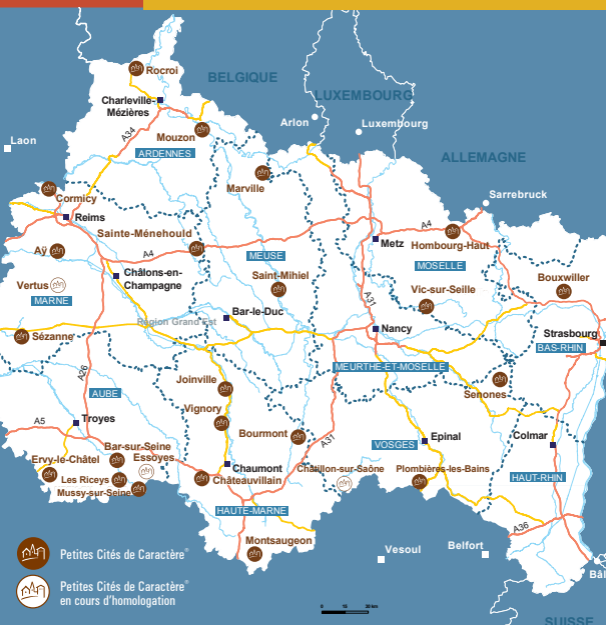 Rocroi
BELGIQUE
Charleville-
Mézières
LUXEMBOURG
Arlon
Luxembourg
A34
Mouzon
Laon
ARDENNES
ALLEMAGNE
Marville
Cormicy
Sarrebruck
Reims
Sainte-Ménehould
A4
Metz
Hombourg-Haut
Aÿ
A4
MEUSE
MOSELLE
Châlons-en-
Champagne
Saint-Mihiel
Bouxwiller
Vertus
Vic-sur-Seille
MARNE
A31
Bar-le-Duc
Région Grand Est
Nancy
Strasbourg
Sézanne
BAS-RHIN
MEURTHE-ET-MOSELLE
A26
Joinville
AUBE
Senones
Vignory
A5
Troyes
Bourmont
A31
Epinal
Colmar
Bar-sur-Seine
VOSGES
Essoyes
Ervy-le-Châtel
Chaumont
Châtillon-sur-Saône
Plombières-les-Bains
Les Riceys
Châteauvillain
HAUT-RHIN
Mussy-sur-Seine
HAUTE-MARNE
A36
Montsaugeon
Vesoul
Belfort
Petites Cités de Caractère®
Bâl
Petites Cités de Caractère®
en cours d'homologation
SUISSE